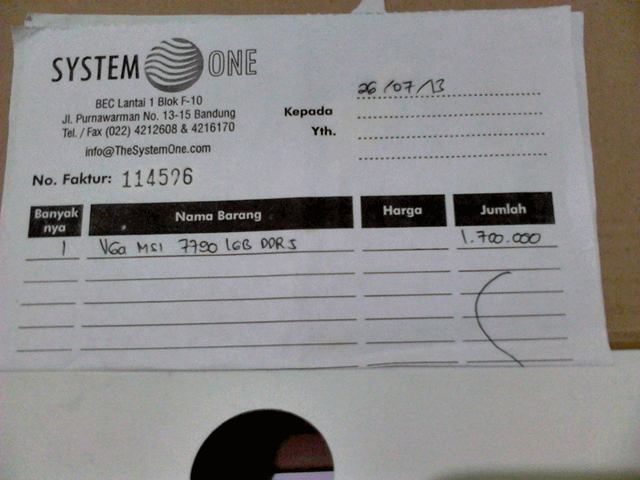 SYSTEM ONE
BEC Lantai 1 Blok F-10
Jl. Purnawarman No. 13-15 Bandung
Tel. / Fax (022) 4212608 & 4216170
info@TheSystemOne.com
26/07/13
Kepada
Yth.
No. Faktur: 114596
Banyak nya Nama Barang Harga Jumlah
1 VGa MSI 7790 1GB DDR5 1.700.000